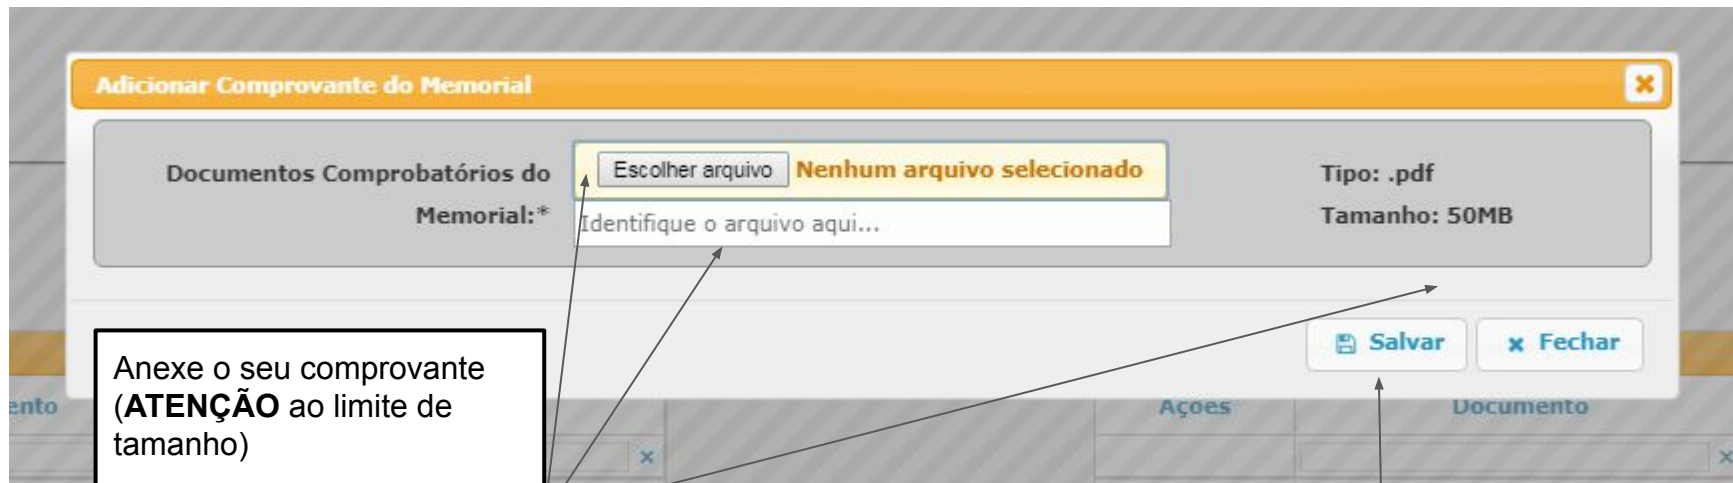 Adicionar Comprovante do Memorial
Documentos Comprobatórios do
Memorial:*
Escolher arquivo Nenhum arquivo selecionado
Identifique o arquivo aqui...
Tipo: .pdf
Tamanho: 50MB
Salvar
Fechar
Anexe o seu comprovante
(ATENÇÃO ao limite de
tamanho)
ento
Ações
Documento